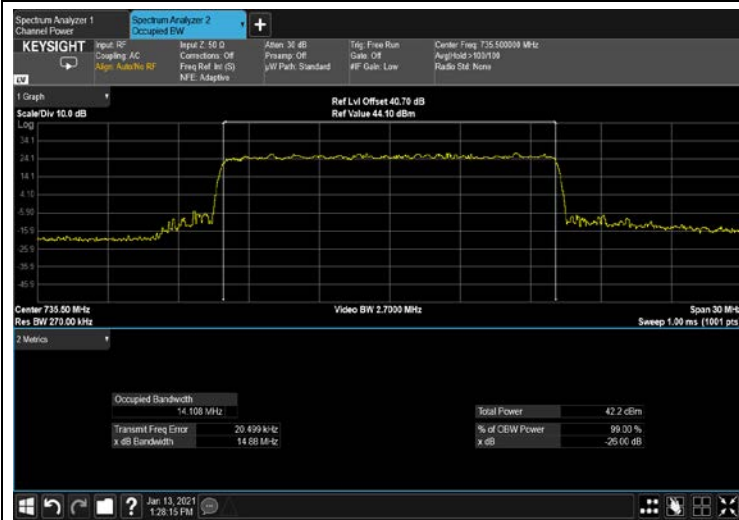 Spectrum Analyzer 1
Channel Power
Spectrum Analyzer 2
Occupied BW
+
KEYSIGHT
Input: RF
Coupling: AC
Align: Auto/No RF
Input Z: 50 Ω
Corrections: Off
Freq Ref: Int (S)
NFE: Adaptive
Atten: 30 dB
Preamp: Off
µW Path: Standard
Trig: Free Run
Gate: Off
#IF Gain: Low
Center Freq: 735.500000 MHz
Avg|Hold:>100/100
Radio Std: None
1 Graph
Scale/Div 10.0 dB
Ref Lvl Offset 40.70 dB
Ref Value 44.10 dBm
Log
34.1
24.1
14.1
4.10
-5.90
-15.9
-25.9
-35.9
-45.9
Center 735.50 MHz
Res BW 270.00 kHz
Video BW 2.7000 MHz
Span 30 MHz
Sweep 1.00 ms (1001 pts
2 Metrics
Occupied Bandwidth
14.108 MHz
Transmit Freq Error 20.499 kHz
x dB Bandwidth 14.88 MHz
Total Power 42.2 dBm
% of OBW Power 99.00 %
x dB -26.00 dB
?
Jan 13, 2021
1:28:15 PM